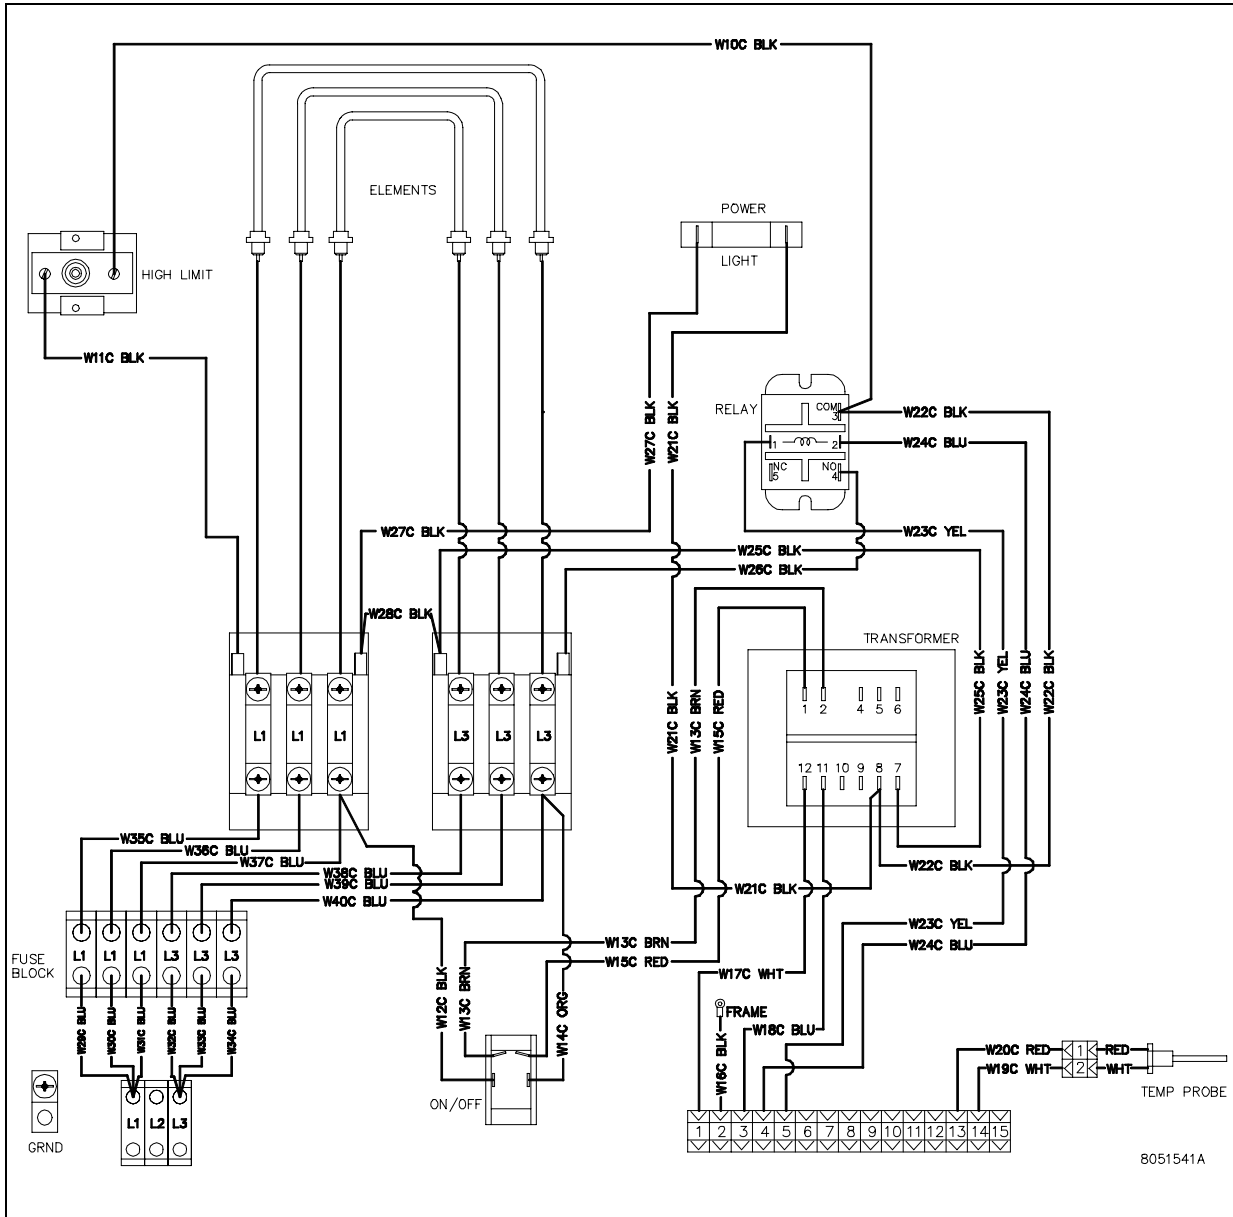 W10C BLK
ELEMENTS
POWER
LIGHT
HIGH LIMIT
W11C BLK
W27C BLK
W21C BLK
RELAY
COM
3
1
2
NC
5
NO
4
W22C BLK
W24C BLU
W27C BLK
W23C YEL
W25C BLK
W26C BLK
W28C BLK
TRANSFORMER
W25C BLK
W23C YEL
W24C BLU
W22C BLK
W21C BLK
W13C BRN
W15C RED
1 2 4 5 6
12 11 10 9 8 7
L1 L1 L1
L3 L3 L3
W35C BLU
W36C BLU
W37C BLU
W38C BLU
W39C BLU
W40C BLU
W22C BLK
W21C BLK
W23C YEL
W24C BLU
W13C BRN
W15C RED
FUSE
BLOCK
L1 L1 L1 L3 L3 L3
W17C WHT
FRAME
W18C BLU
W16C BLK
W12C BLK
W13C BRN
W14C ORG
W29C BLU
W30C BLU
W31C BLU
W32C BLU
W33C BLU
W34C BLU
W20C RED
1
RED
W19C WHT
2
WHT
TEMP PROBE
ON/OFF
L1 L2 L3
GRND
1 2 3 4 5 6 7 8 9 10 11 12 13 14 15
8051541A